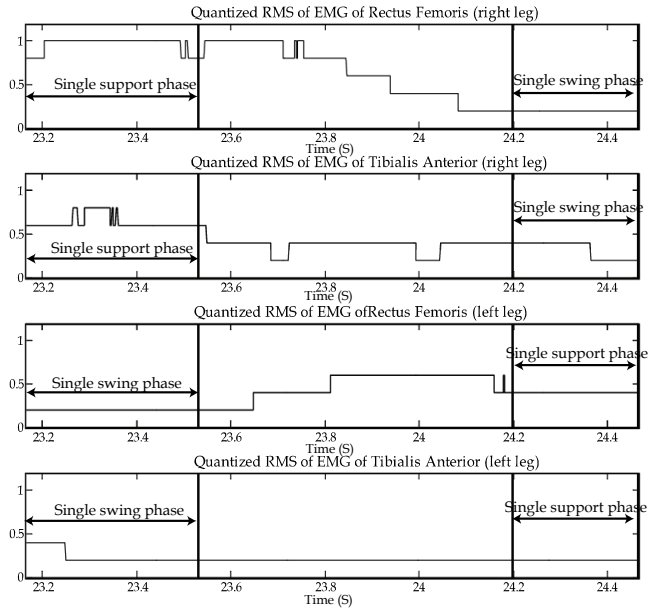 Quantized RMS of EMG of Rectus Femoris (right leg)
1
0.5
0
Single support phase
Single swing phase
23.2 23.4 23.6 23.8 24 24.2 24.4
Time (S)
Quantized RMS of EMG of Tibialis Anterior (right leg)
1
0.5
0
Single support phase
Single swing phase
23.2 23.4 23.6 23.8 24 24.2 24.4
Time (S)
Quantized RMS of EMG ofRectus Femoris (left leg)
1
0.5
0
Single swing phase
Single support phase
23.2 23.4 23.6 23.8 24 24.2 24.4
Time (S)
Quantized RMS of EMG of Tibialis Anterior (left leg)
1
0.5
0
Single swing phase
Single support phase
23.2 23.4 23.6 23.8 24 24.2 24.4
Time (S)